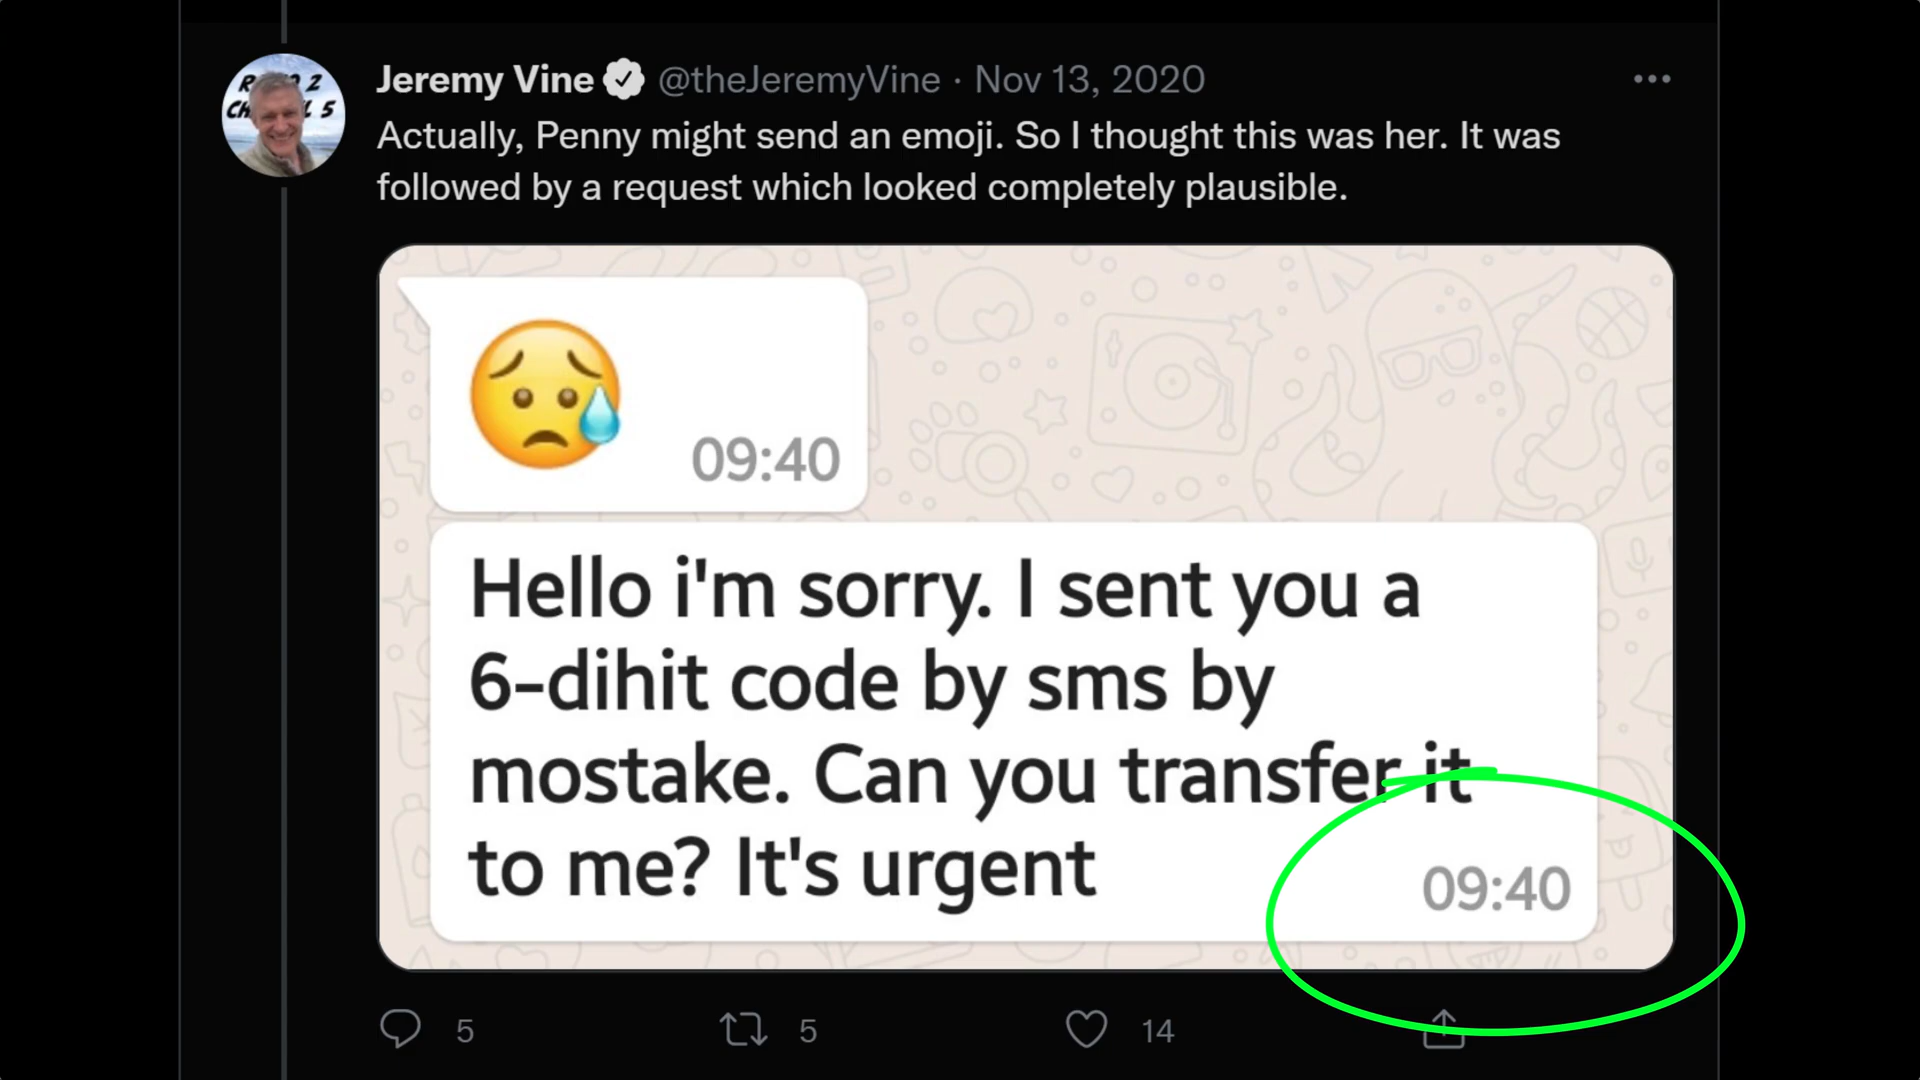 Jeremy Vine @theJeremyVine · Nov 13, 2020
Actually, Penny might send an emoji. So I thought this was her. It was
followed by a request which looked completely plausible.
09:40
Hello i'm sorry. I sent you a
6-dihit code by sms by
mostake. Can you transfer it
to me? It's urgent
09:40
5 5 14